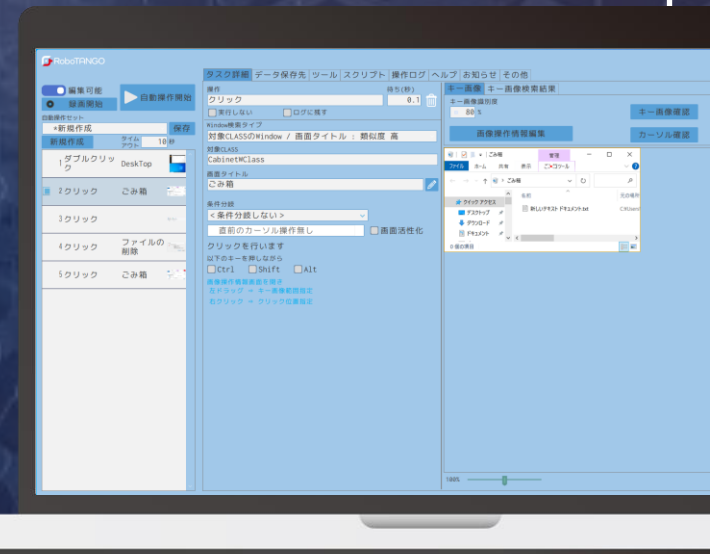 RoboTANGO
タスク詳細 データ保存先 ツール スクリプト 操作ログ ヘルプ お知らせ その他
編集可能
録画開始
自動操作開始
自動操作セット
*新規作成
保存
新規作成
タイムアウト 10 秒
1 ダブルクリック DeskTop
2 クリック ごみ箱
3 クリック
4 クリック ファイルの削除
5 クリック ごみ箱
操作
待ち(秒)
クリック
0.1
実行しない
ログに残す
Window検索タイプ
対象CLASSのWindow / 画面タイトル : 類似度 高
対象CLASS
CabinetWClass
画面タイトル
ごみ箱
条件分岐
<条件分岐しない>
直前のカーソル操作無し
画面活性化
クリックを行います
以下のキーを押しながら
Ctrl Shift Alt
画像操作情報画面を開き
左ドラッグ ⇒ キー画像範囲指定
右クリック ⇒ クリック位置指定
キー画像 キー画像検索結果
キー画像識別度
80 %
キー画像確認
画像操作情報編集
カーソル確認
ごみ箱
管理
ファイル ホーム 共有 表示 ごみ箱ツール
ごみ箱
名前
元の場所
クイック アクセス
デスクトップ
新しいテキスト ドキュメント.txt
C:¥Users
ダウンロード
ドキュメント
0 個の項目
100%